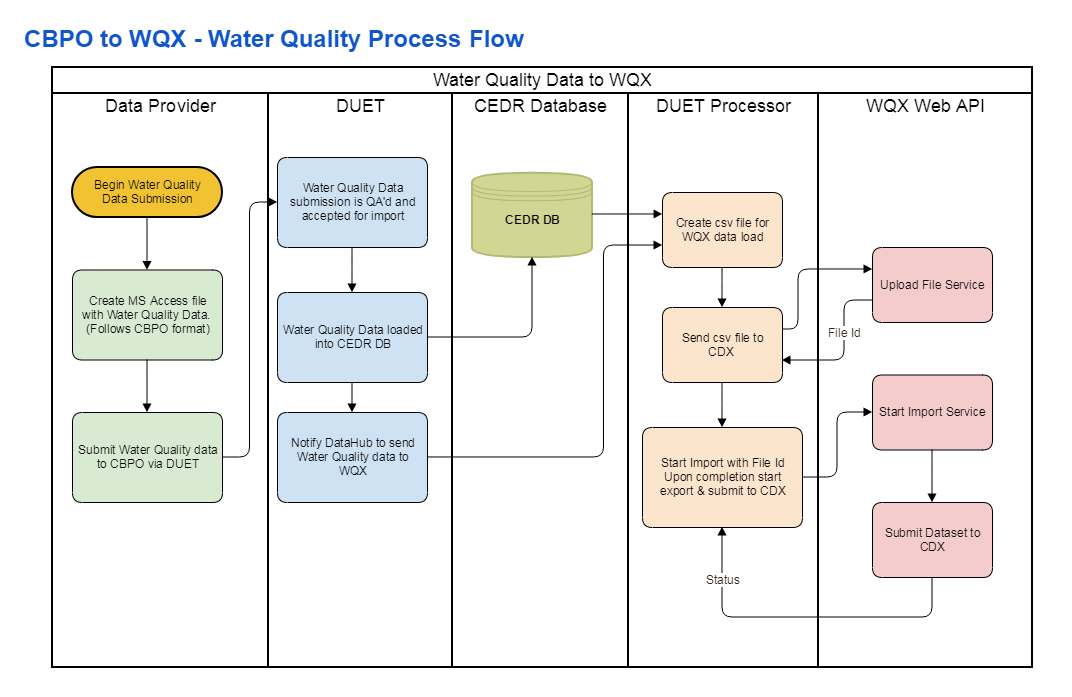 CBPO to WQX - Water Quality Process Flow
Water Quality Data to WQX
Data Provider
DUET
CEDR Database
DUET Processor
WQX Web API
Begin Water Quality
Data Submission
Create MS Access file
with Water Quality Data.
(Follows CBPO format)
Submit Water Quality data
to CBPO via DUET
Water Quality Data
submission is QA'd and
accepted for import
Water Quality Data loaded
into CEDR DB
Notify DataHub to send
Water Quality data to
WQX
CEDR DB
Create csv file for
WQX data load
Send csv file to
CDX
Start Import with File Id
Upon completion start
export & submit to CDX
Status
Upload File Service
File Id
Start Import Service
Submit Dataset to
CDX